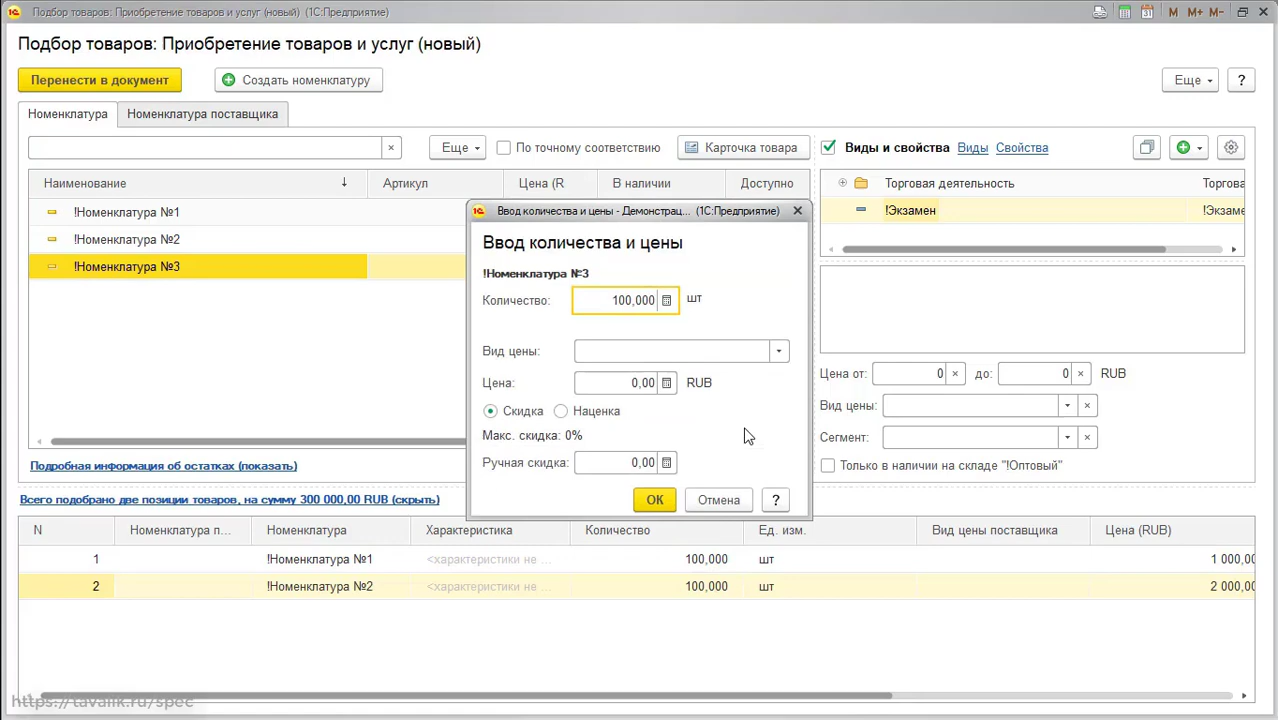 Подбор товаров: Приобретение товаров и услуг (новый) (1С:Предприятие)
M M+ M-
Подбор товаров: Приобретение товаров и услуг (новый)
Перенести в документ
Создать номенклатуру
Еще
?
Номенклатура
Номенклатура поставщика
Еще
По точному соответствию
Карточка товара
Виды и свойства
Виды
Свойства
Наименование
Артикул
Цена (R
В наличии
Доступно
!Номенклатура №1
!Номенклатура №2
!Номенклатура №3
Торговая деятельность
Торгова
!Экзамен
!Экзаме
Ввод количества и цены - Демонстрац... (1С:Предприятие)
Ввод количества и цены
!Номенклатура №3
Количество:
100,000
шт
Вид цены:
Цена:
0,00
RUB
Скидка
Наценка
Макс. скидка: 0%
Ручная скидка:
0,00
ОК
Отмена
?
Цена от:
0
до:
0
RUB
Вид цены:
Сегмент:
Только в наличии на складе "!Оптовый"
Подробная информация об остатках (показать)
Всего подобрано две позиции товаров, на сумму 300 000,00 RUB (скрыть)
N
Номенклатура п...
Номенклатура
Характеристика
Количество
Ед. изм.
Вид цены поставщика
Цена (RUB)
1
!Номенклатура №1
<характеристики не ...
100,000
шт
1 000,00
2
!Номенклатура №2
<характеристики не ...
100,000
шт
2 000,00
https://tavalik.ru/spec